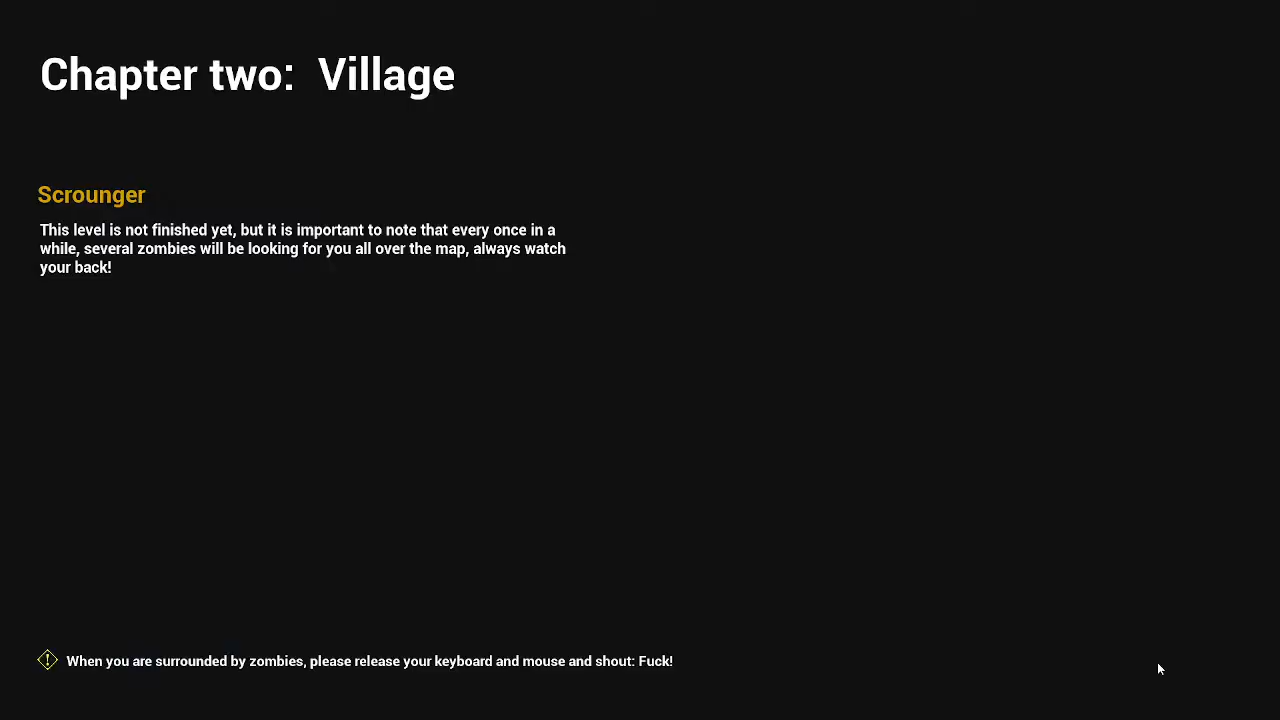 Chapter two:  Village
Scrounger
This level is not finished yet, but it is important to note that every once in a
while, several zombies will be looking for you all over the map, always watch
your back!
When you are surrounded by zombies, please release your keyboard and mouse and shout: Fuck!